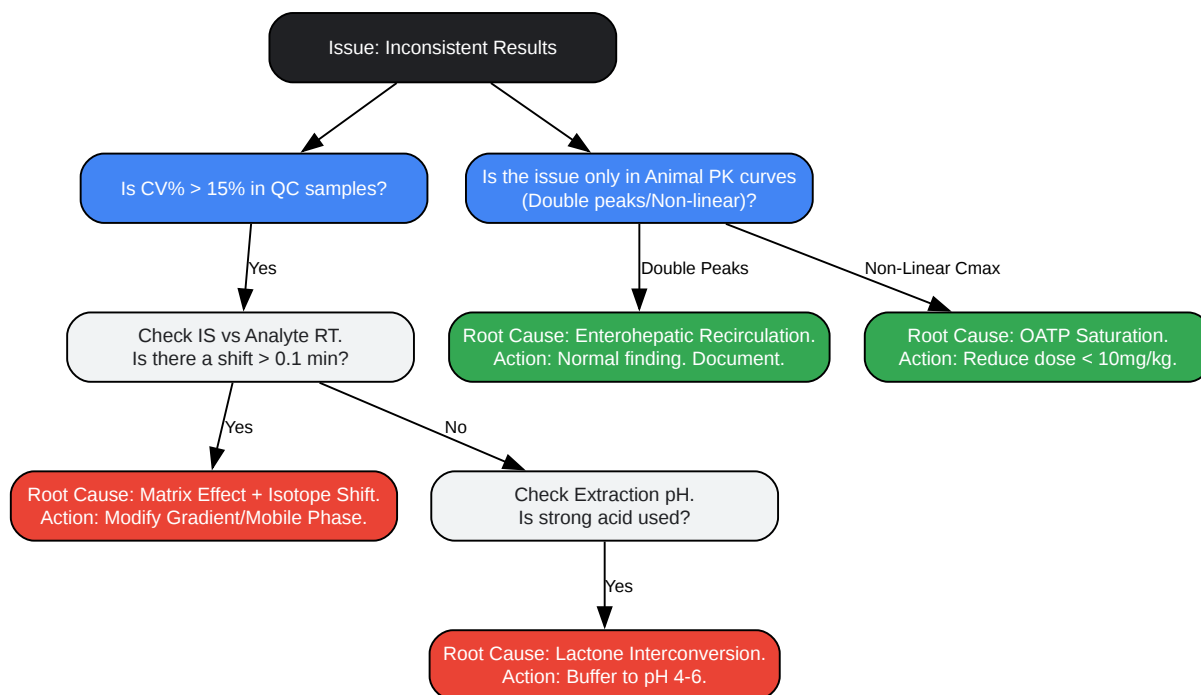 Issue: Inconsistent Results
Is CV% > 15% in QC samples?
Is the issue only in Animal PK curves
(Double peaks/Non-linear)?
Yes
Double Peaks
Non-Linear Cmax
Check IS vs Analyte RT.
Is there a shift > 0.1 min?
Root Cause: Enterohepatic Recirculation.
Action: Normal finding. Document.
Root Cause: OATP Saturation.
Action: Reduce dose < 10mg/kg.
Yes
No
Root Cause: Matrix Effect + Isotope Shift.
Action: Modify Gradient/Mobile Phase.
Check Extraction pH.
Is strong acid used?
Yes
Root Cause: Lactone Interconversion.
Action: Buffer to pH 4-6.